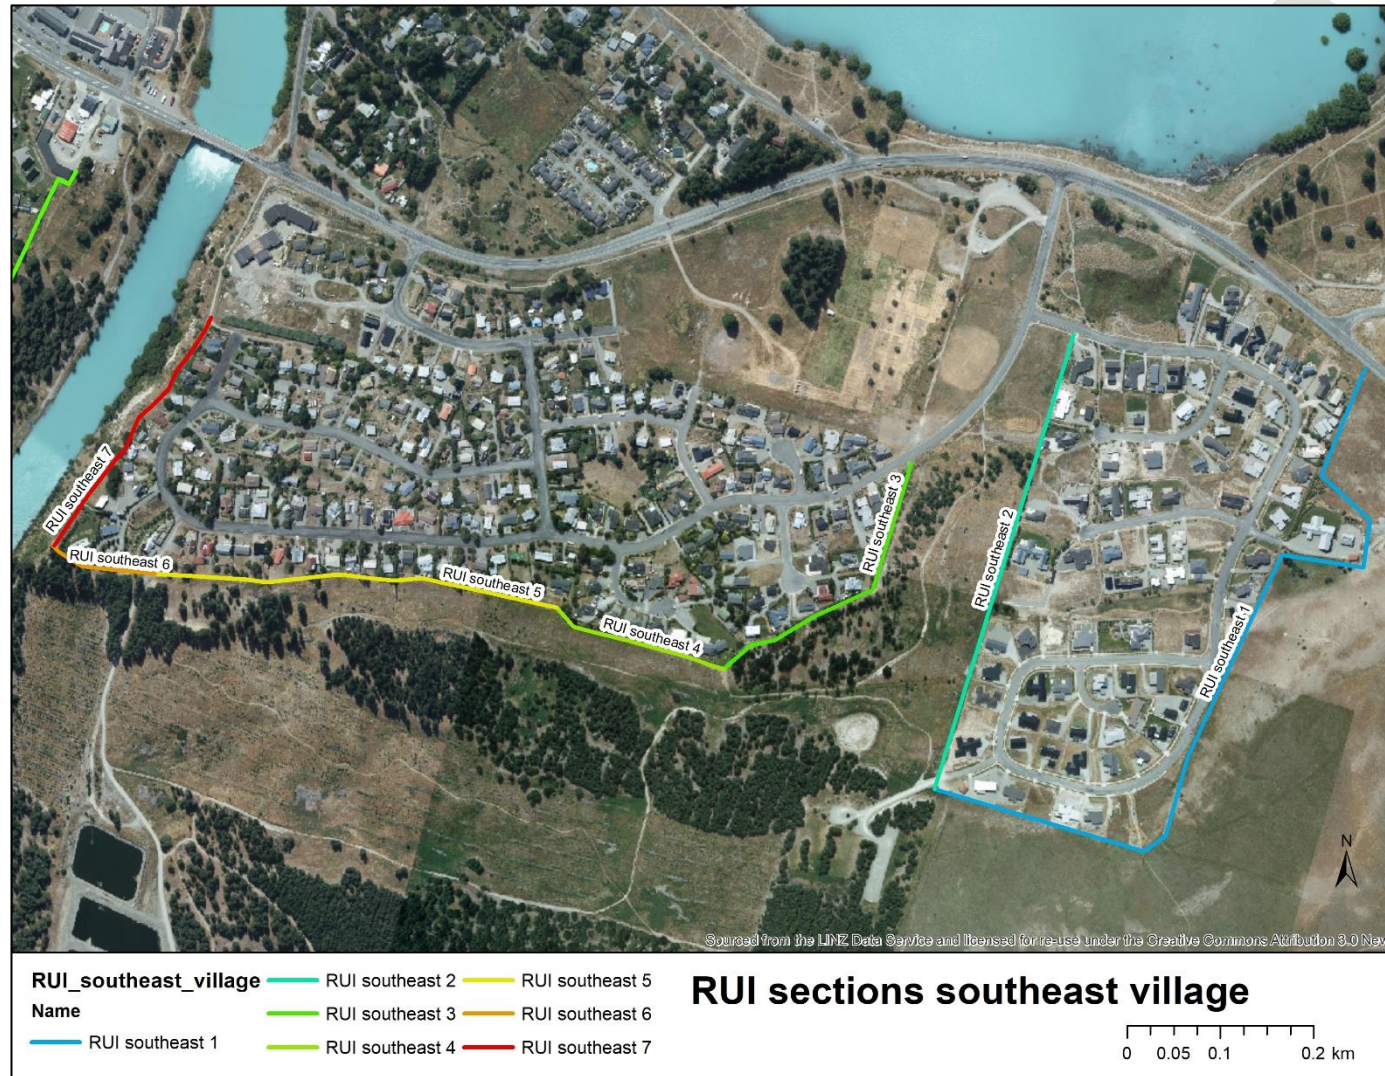 RUI southeast 7
RUI southeast 6
RUI southeast 5
RUI southeast 4
RUI southeast 3
RUI southeast 2
RUI southeast 1
N
Sourced from the LINZ Data Service and licensed for re-use under the Creative Commons Attribution 3.0 New
RUI_southeast_village
Name
RUI southeast 1
RUI southeast 2
RUI southeast 3
RUI southeast 4
RUI southeast 5
RUI southeast 6
RUI southeast 7
RUI sections southeast village
0 0.05 0.1 0.2 km